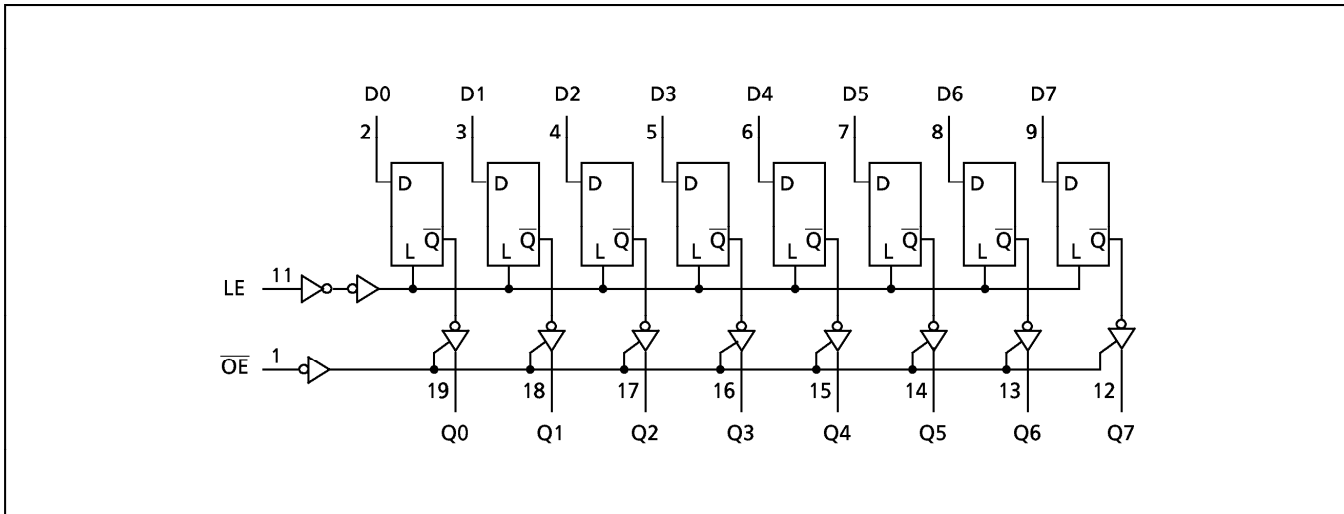 D0 D1 D2 D3 D4 D5 D6 D7
2 3 4 5 6 7 8 9
D D D D D D D D
Q̅ Q̅ Q̅ Q̅ Q̅ Q̅ Q̅ Q̅
L L L L L L L L
LE 11
O̅E̅ 1
19 18 17 16 15 14 13 12
Q0 Q1 Q2 Q3 Q4 Q5 Q6 Q7